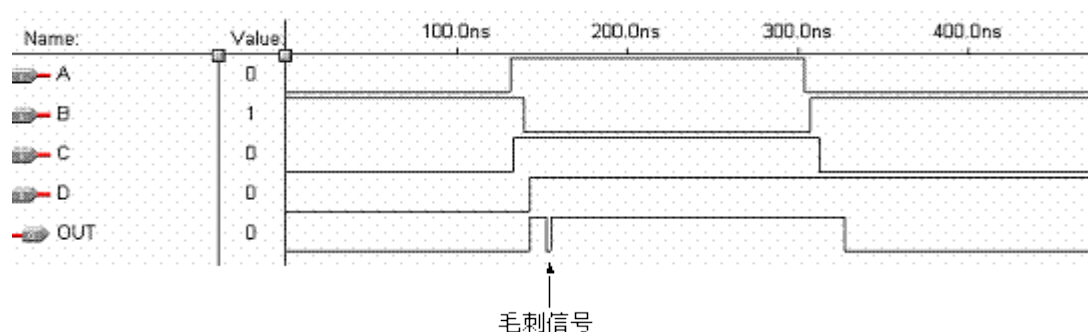 Name: Value: 100.0ns 200.0ns 300.0ns 400.0ns
A 0
B 1
C 0
D 0
OUT 0
毛刺信号